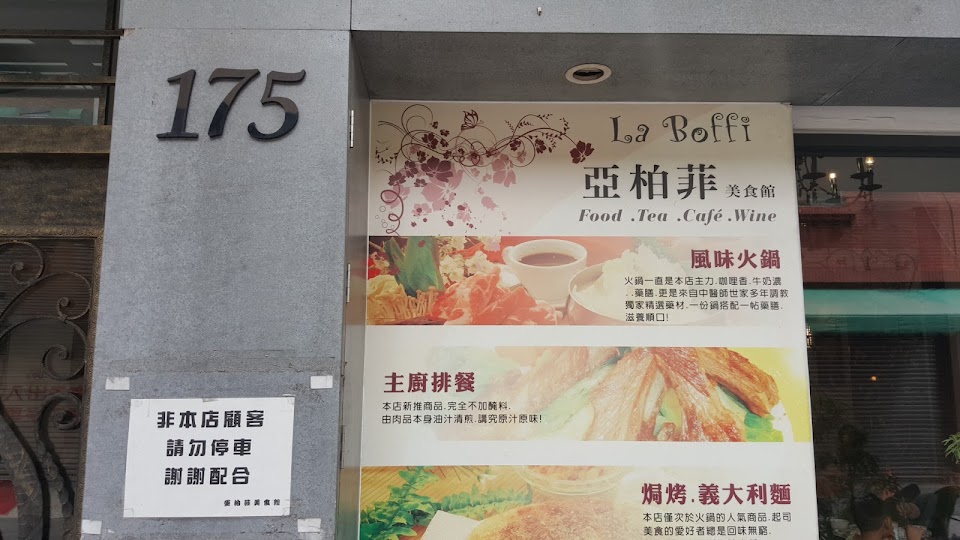 175
La Boffi
亞柏菲 美食館
Food .Tea .Café .Wine
風味火鍋
火鍋一直是本店主力.咖哩香.牛奶濃
..藥膳.更是來自中醫師世家多年調教
獨家精選藥材.一份鍋搭配一帖藥膳.
滋養順口!
主廚排餐
本店新推商品.完全不加醃料.
由肉品本身油汁清煎.講究原汁原味!
焗烤.義大利麵
本店僅次於火鍋的人氣商品.起司
美食的愛好者總是回味無窮.
非本店顧客
請勿停車
謝謝配合
亞柏菲美食館